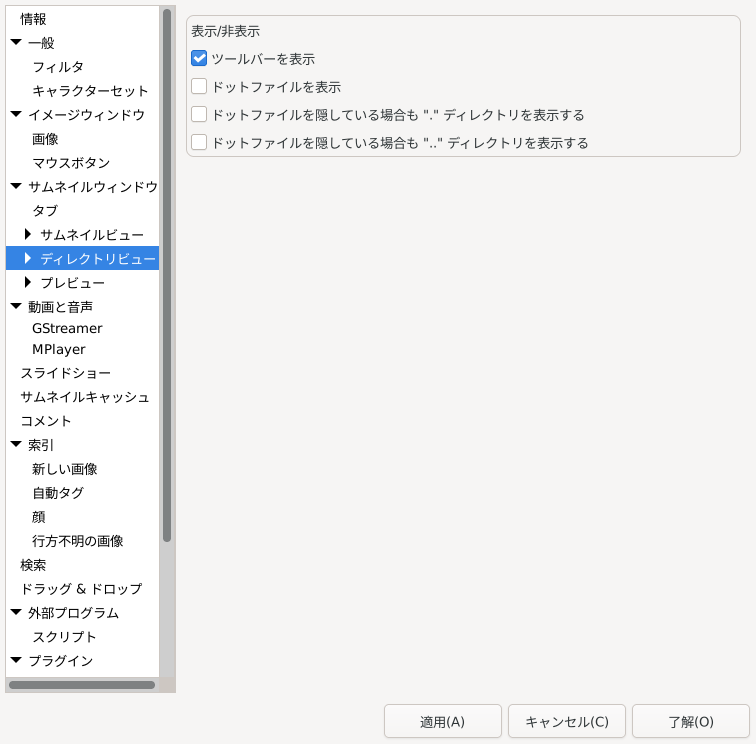 情報
一般
フィルタ
キャラクターセット
イメージウィンドウ
画像
マウスボタン
サムネイルウィンドウ
タブ
サムネイルビュー
ディレクトリビュー
プレビュー
動画と音声
GStreamer
MPlayer
スライドショー
サムネイルキャッシュ
コメント
索引
新しい画像
自動タグ
顔
行方不明の画像
検索
ドラッグ & ドロップ
外部プログラム
スクリプト
プラグイン
表示/非表示
ツールバーを表示
ドットファイルを表示
ドットファイルを隠している場合も "." ディレクトリを表示する
ドットファイルを隠している場合も ".." ディレクトリを表示する
適用(A)
キャンセル(C)
了解(O)